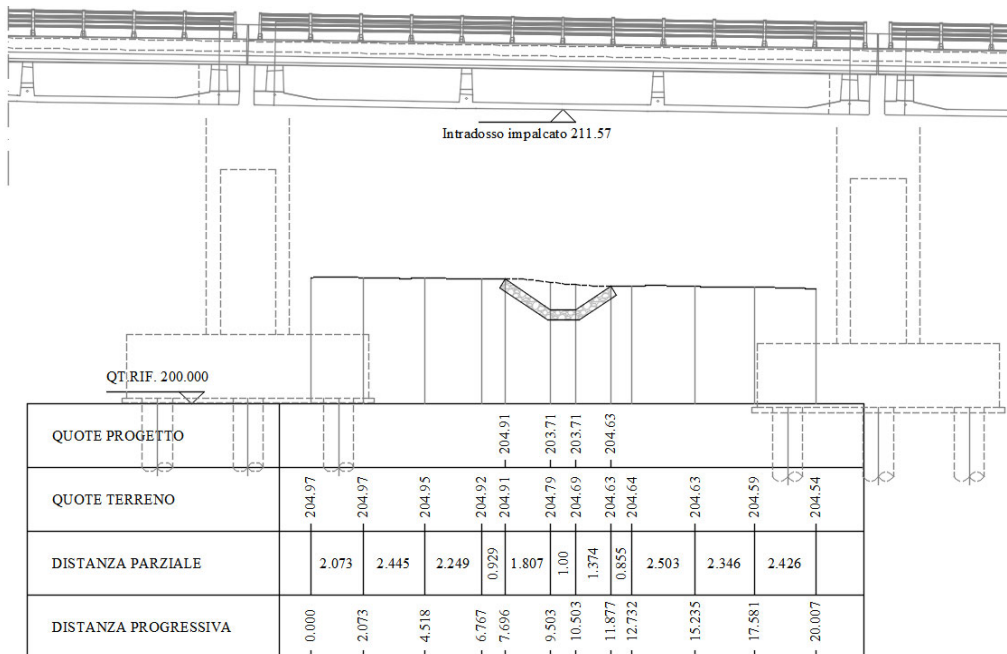 Intradosso impalcato 211.57
QT.RIF. 200.000
QUOTE PROGETTO 204.91 203.71 203.71 204.63
QUOTE TERRENO 204.97 204.97 204.95 204.92 204.91 204.79 204.69 204.63 204.64 204.63 204.59 204.54
DISTANZA PARZIALE 2.073 2.445 2.249 0.929 1.807 1.00 1.374 0.855 2.503 2.346 2.426
DISTANZA PROGRESSIVA 0.000 2.073 4.518 6.767 7.696 9.503 10.503 11.877 12.732 15.235 17.581 20.007